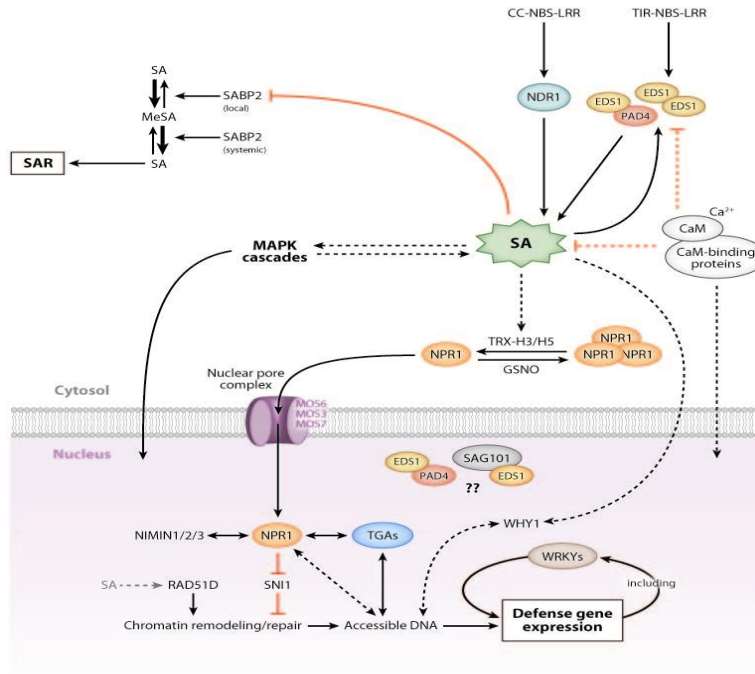 CC-NBS-LRR
TIR-NBS-LRR
SA
SABP2
(local)
MeSA
SABP2
(systemic)
SA
SAR
NDR1
EDS1
EDS1
EDS1
PAD4
Ca2+
CaM
CaM-binding
proteins
SA
MAPK
cascades
TRX-H3/H5
NPR1
GSNO
NPR1
NPR1
NPR1
Nuclear pore
complex
MOS6
MOS3
MOS7
Cytosol
Nucleus
EDS1
PAD4
SAG101
EDS1
??
WHY1
NIMIN1/2/3
NPR1
TGAs
WRKYs
including
SA
RAD51D
SNI1
Defense gene
expression
Chromatin remodeling/repair
Accessible DNA